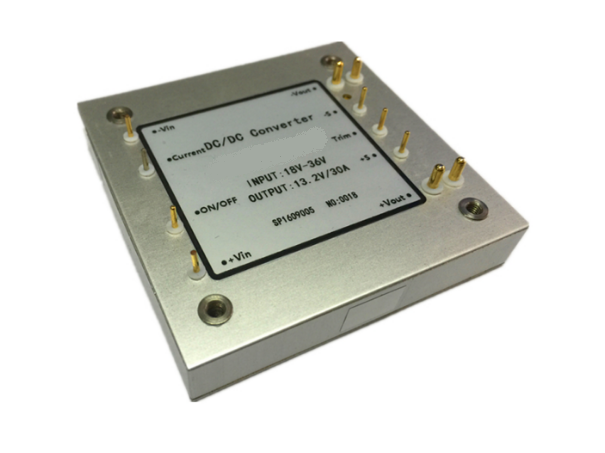 -Vin
-Vout
Current
DC/DC Converter
-S
Trim
INPUT:18V-36V
OUTPUT:13.2V/30A
+S
ON/OFF
SP1609005 NO:0018
+Vin
+Vout